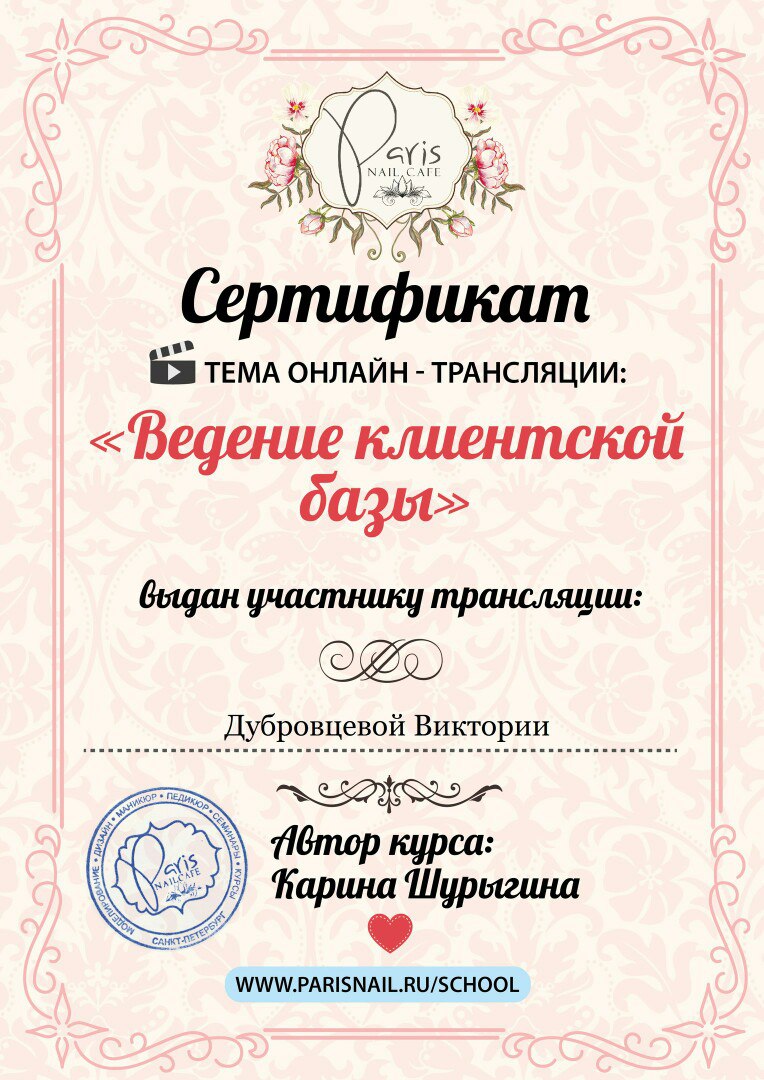 Paris
NAIL CAFE
Сертификат
ТЕМА ОНЛАЙН - ТРАНСЛЯЦИИ:
«Ведение клиентской
базы»
выдан участнику трансляции:
Дубровцевой Виктории
МОДЕЛИРОВАНИЕ • ДИЗАЙН • МАНИКЮР • ПЕДИКЮР • СЕМИНАРЫ • КУРСЫ
Paris
NAIL CAFE
САНКТ-ПЕТЕРБУРГ
Автор курса:
Карина Шурыгина
WWW.PARISNAIL.RU/SCHOOL